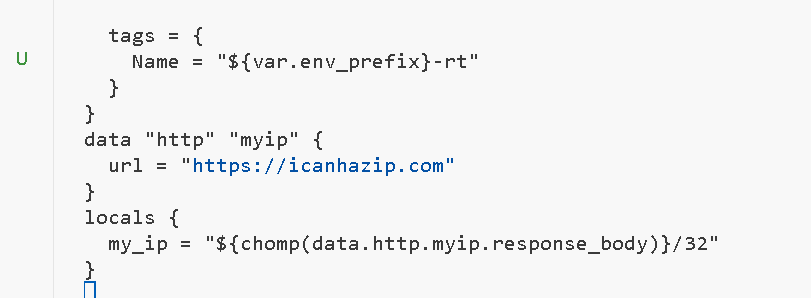 tags = {
Name = "${var.env_prefix}-rt"
U
}
}
data "http" "myip" {
url = "https://icanhazip.com"
}
locals {
my_ip = "${chomp(data.http.myip.response_body)}/32"
}